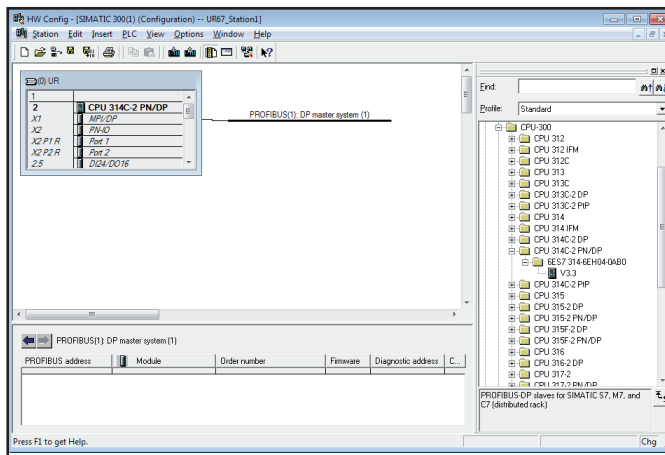 HW Config - [SIMATIC 300(1) (Configuration) -- UR67_Station1]
Station Edit Insert PLC View Options Window Help
(0) UR
1
2 CPU 314C-2 PN/DP
X1 MPI/DP
X2 PN-IO
X2 P1 R Port 1
X2 P2 R Port 2
2.5 DI24/DO16
PROFIBUS(1): DP master system (1)
PROFIBUS(1): DP master system (1)
PROFIBUS address Module Order number Firmware Diagnostic address C...
Find:
Profile: Standard
CPU-300
CPU 312
CPU 312 IFM
CPU 312C
CPU 313
CPU 313C
CPU 313C-2 DP
CPU 313C-2 PtP
CPU 314
CPU 314 IFM
CPU 314C-2 DP
CPU 314C-2 PN/DP
6ES7 314-6EH04-0AB0
V3.3
CPU 314C-2 PtP
CPU 315
CPU 315-2 DP
CPU 315-2 PN/DP
CPU 315F-2 DP
CPU 315F-2 PN/DP
CPU 316
CPU 316-2 DP
CPU 317-2
CPU 317-2 PN/DP
PROFIBUS-DP slaves for SIMATIC S7, M7, and
C7 (distributed rack)
Press F1 to get Help.
Chg